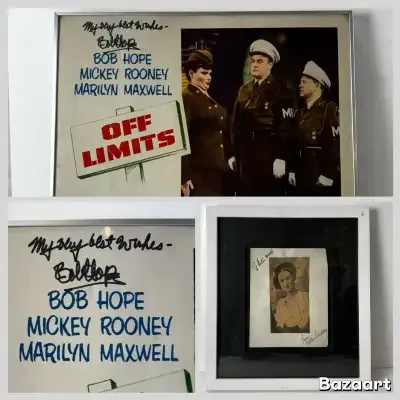 My very best wishes-
Bob Hope
BOB HOPE
MICKEY ROONEY
MARILYN MAXWELL
OFF
LIMITS
My very best wishes-
Bob Hope
BOB HOPE
MICKEY ROONEY
MARILYN MAXWELL
Bazaart